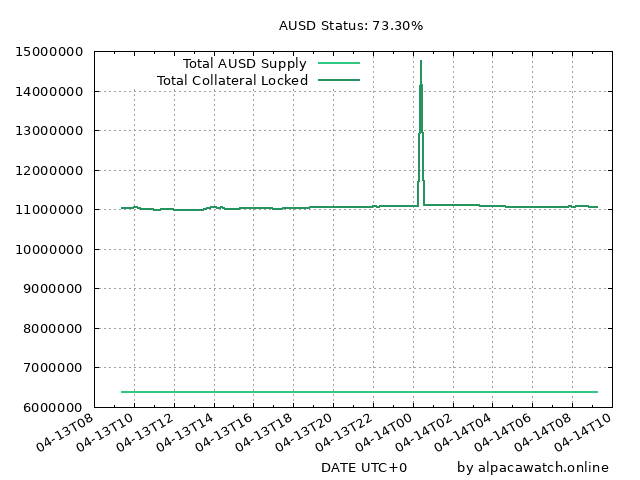 AUSD Status: 73.30%
15000000
14000000
13000000
12000000
11000000
10000000
9000000
8000000
7000000
6000000
Total AUSD Supply
Total Collateral Locked
04-13T08
04-13T10
04-13T12
04-13T14
04-13T16
04-13T18
04-13T20
04-13T22
04-14T00
04-14T02
04-14T04
04-14T06
04-14T08
04-14T10
DATE UTC+0
by alpacawatch.online